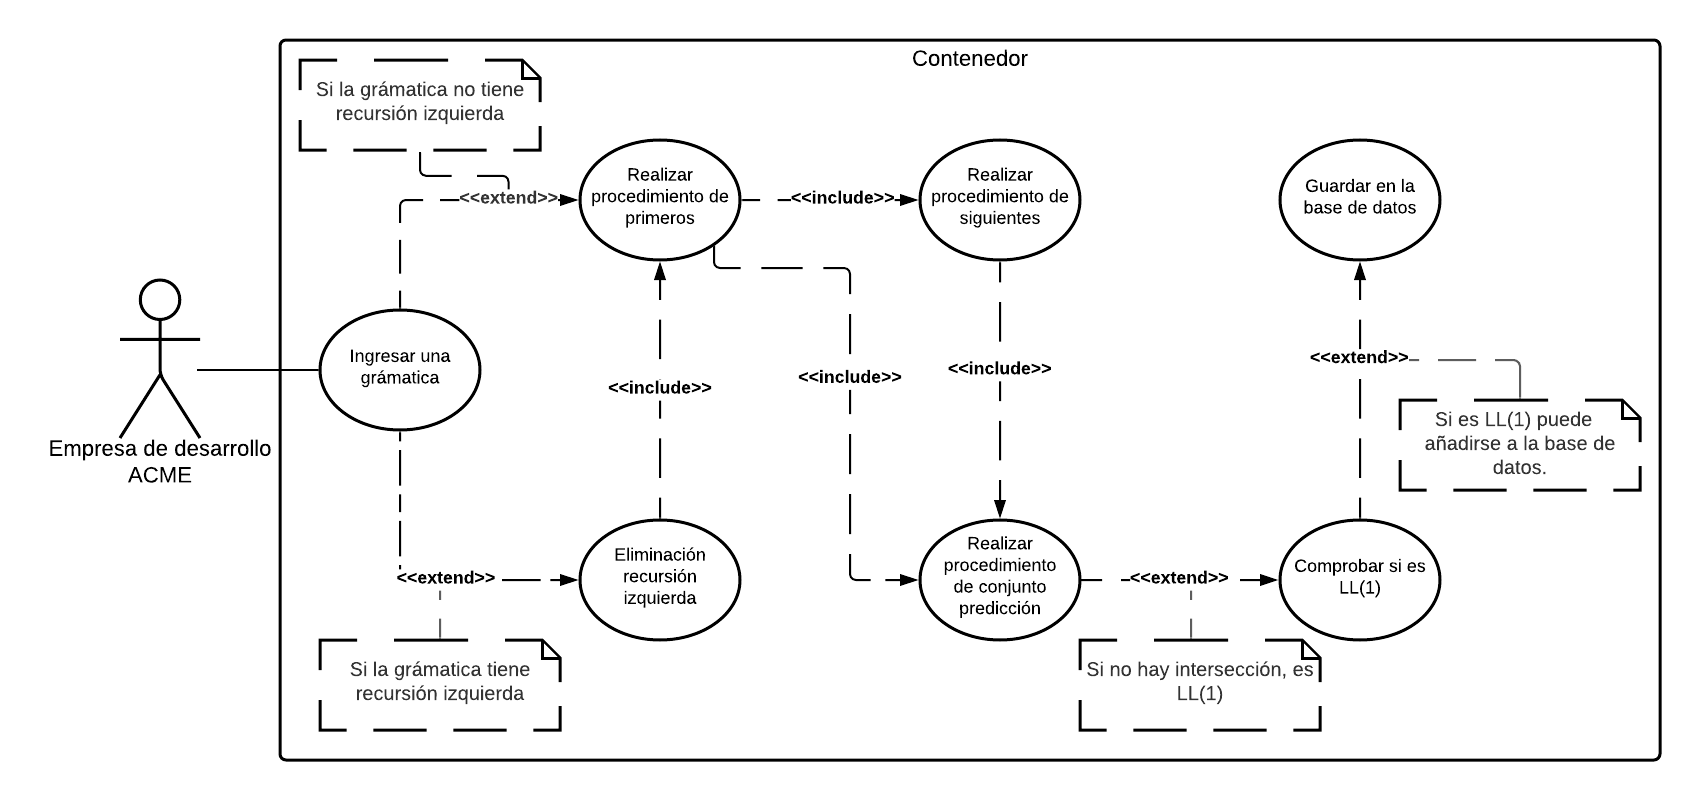 Contenedor
Si la grámatica no tiene
recursión izquierda
<<extend>>
Realizar
procedimiento de
primeros
<<include>>
Realizar
procedimiento de
siguientes
Guardar en la
base de datos
Ingresar una
grámatica
Empresa de desarrollo
ACME
<<include>>
<<include>>
<<include>>
<<extend>>
Si es LL(1) puede
añadirse a la base de
datos.
<<extend>>
Eliminación
recursión
izquierda
Realizar
procedimiento
de conjunto
predicción
<<extend>>
Comprobar si es
LL(1)
Si la grámatica tiene
recursión izquierda
Si no hay intersección, es
LL(1)